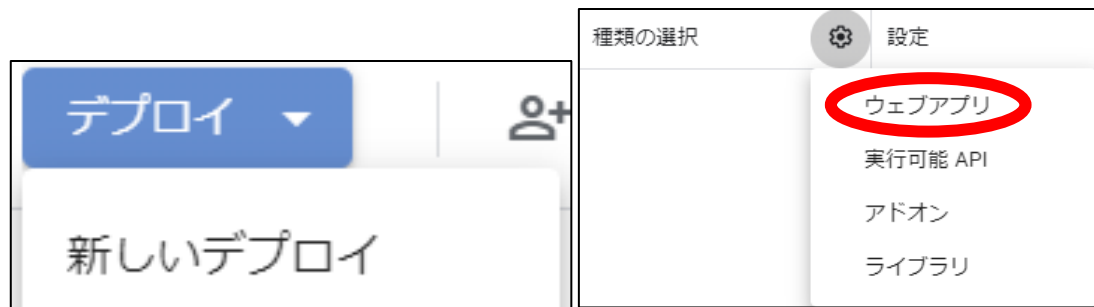 デプロイ
新しいデプロイ
種類の選択
設定
ウェブアプリ
実行可能 API
アドオン
ライブラリ